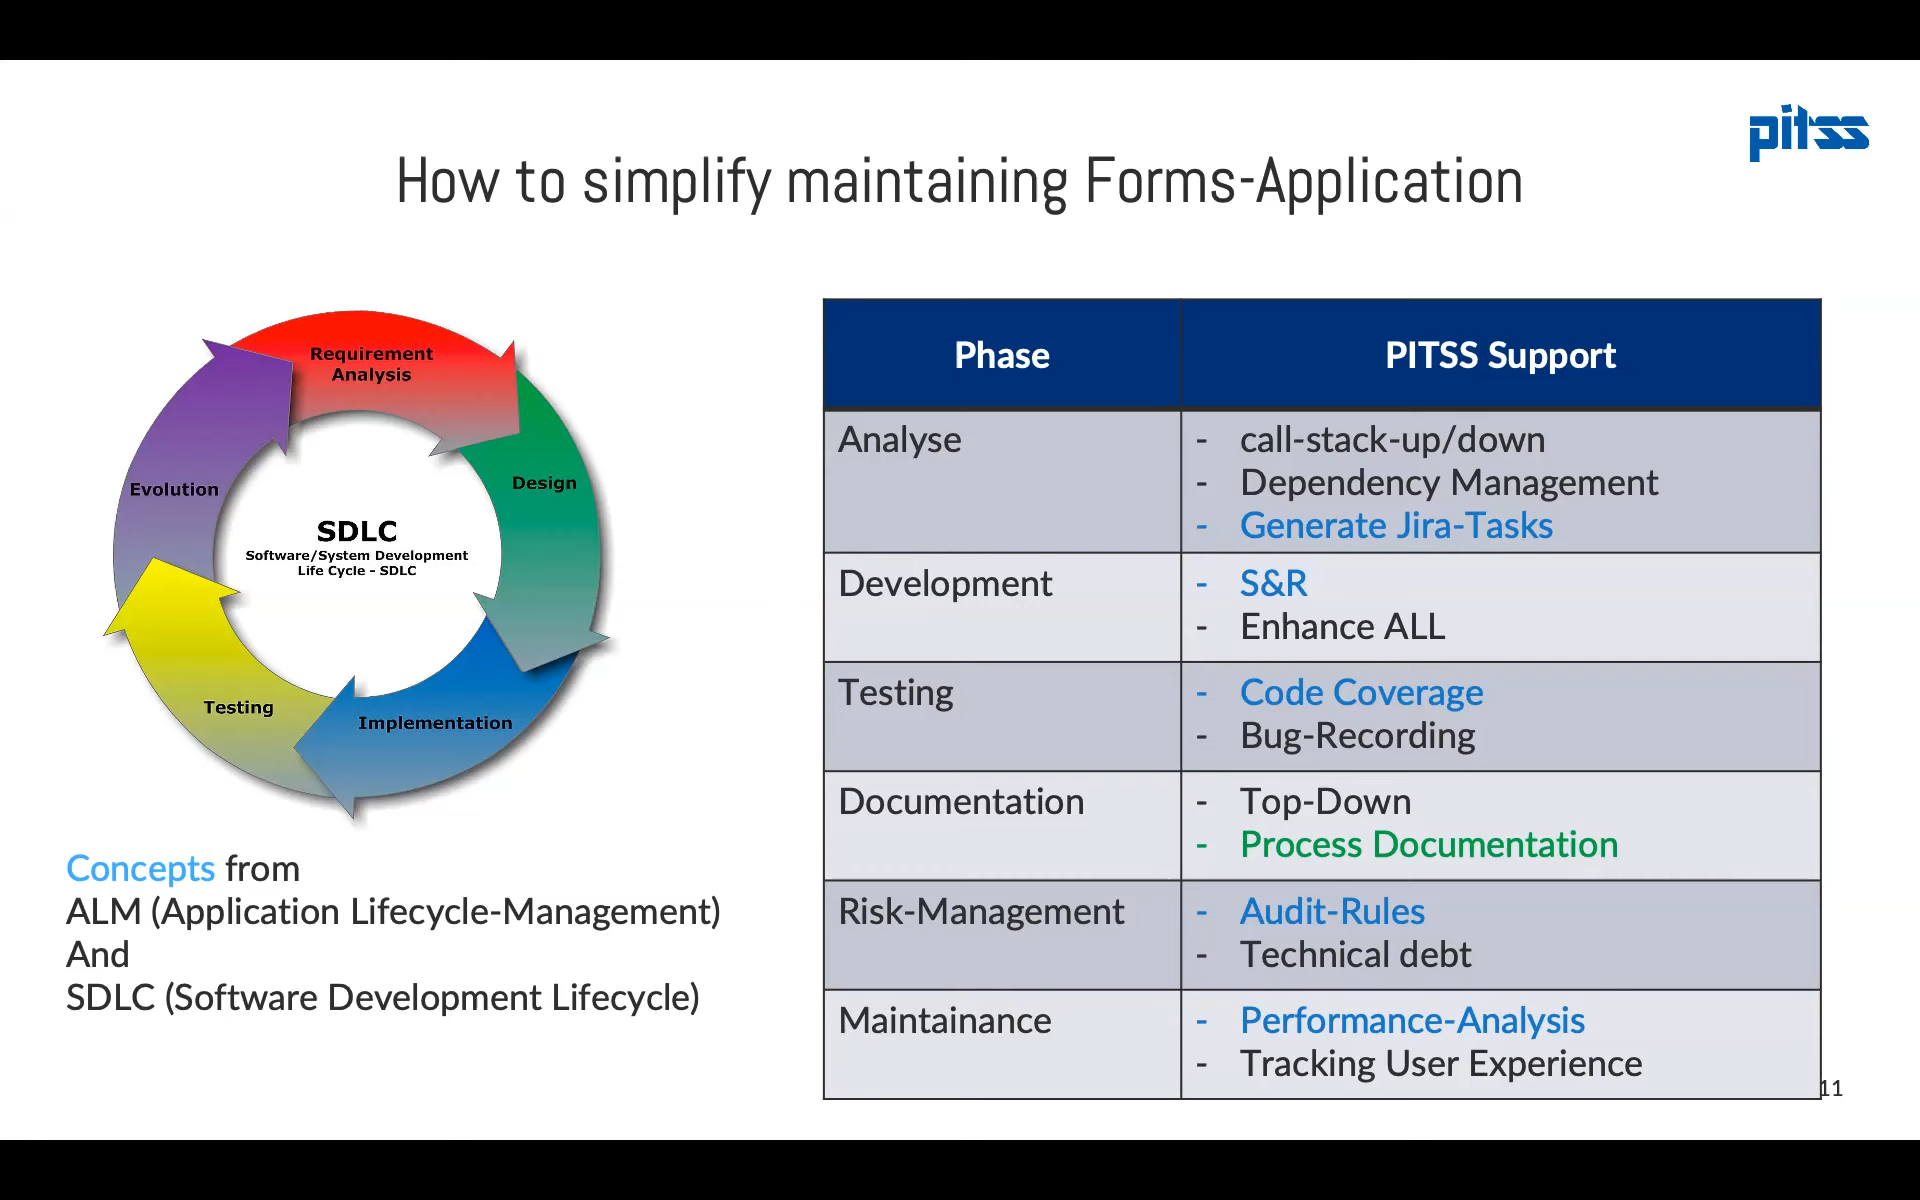 pitss
How to simplify maintaining Forms-Application
Requirement
Analysis
Design
Implementation
Testing
Evolution
SDLC
Software/System Development
Life Cycle - SDLC
Concepts from
ALM (Application Lifecycle-Management)
And
SDLC (Software Development Lifecycle)
Phase PITSS Support
Analyse - call-stack-up/down
- Dependency Management
- Generate Jira-Tasks
Development - S&R
- Enhance ALL
Testing - Code Coverage
- Bug-Recording
Documentation - Top-Down
- Process Documentation
Risk-Management - Audit-Rules
- Technical debt
Maintainance - Performance-Analysis
- Tracking User Experience
11